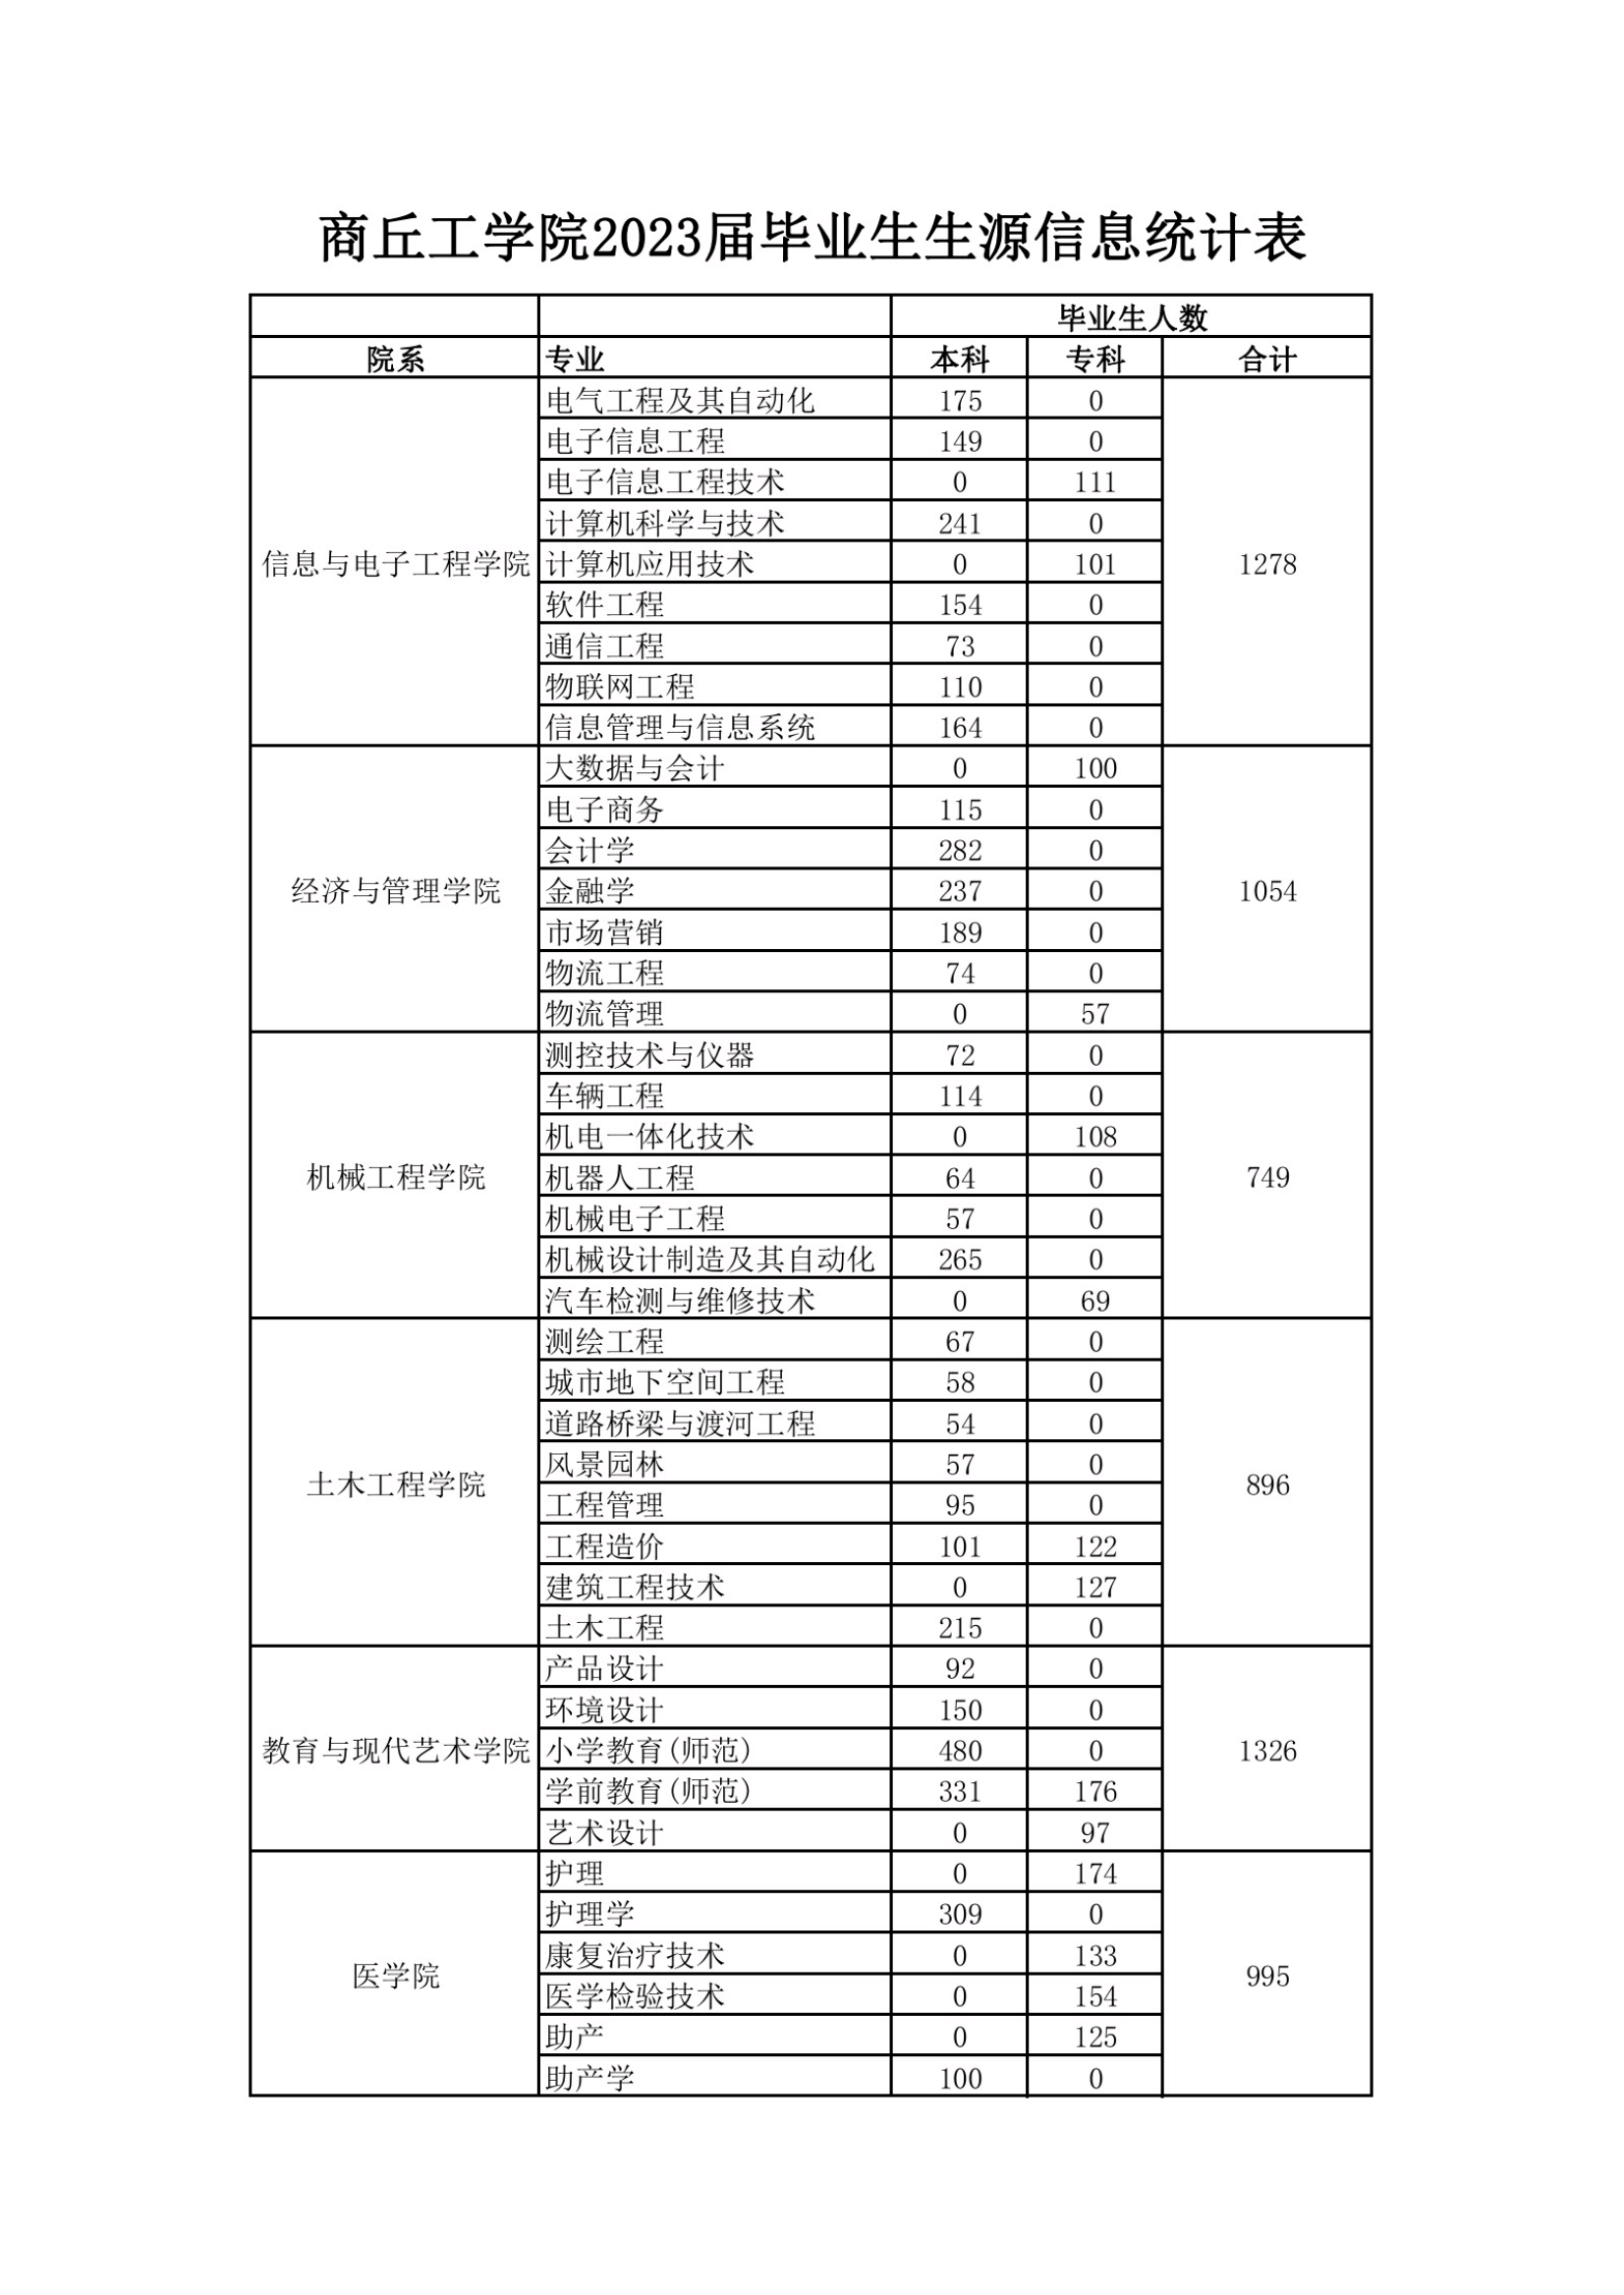 商丘工学院2023届毕业生生源信息统计表
毕业生人数
院系 专业 本科 专科 合计
电气工程及其自动化 175 0
电子信息工程 149 0
电子信息工程技术 0 111
计算机科学与技术 241 0
信息与电子工程学院 计算机应用技术 0 101 1278
软件工程 154 0
通信工程 73 0
物联网工程 110 0
信息管理与信息系统 164 0
大数据与会计 0 100
电子商务 115 0
会计学 282 0
经济与管理学院 金融学 237 0 1054
市场营销 189 0
物流工程 74 0
物流管理 0 57
测控技术与仪器 72 0
车辆工程 114 0
机电一体化技术 0 108
机械工程学院 机器人工程 64 0 749
机械电子工程 57 0
机械设计制造及其自动化 265 0
汽车检测与维修技术 0 69
测绘工程 67 0
城市地下空间工程 58 0
道路桥梁与渡河工程 54 0
风景园林 57 0
土木工程学院 896
工程管理 95 0
工程造价 101 122
建筑工程技术 0 127
土木工程 215 0
产品设计 92 0
环境设计 150 0
教育与现代艺术学院 小学教育(师范) 480 0 1326
学前教育(师范) 331 176
艺术设计 0 97
护理 0 174
护理学 309 0
康复治疗技术 0 133
医学院 995
医学检验技术 0 154
助产 0 125
助产学 100 0